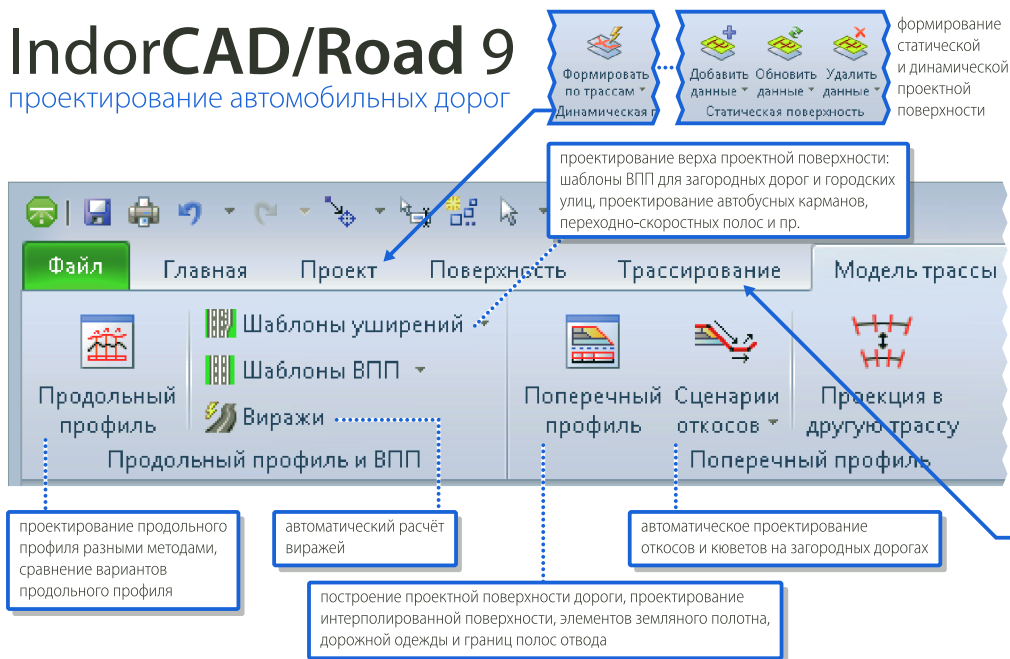 IndorCAD/Road 9
проектирование автомобильных дорог
Формировать
по трассам
Динамическая п
Добавить Обновить Удалить
данные данные данные
Статическая поверхность
формирование
статической
и динамической
проектной
поверхности
проектирование верха проектной поверхности:
шаблоны ВПП для загородных дорог и городских
улиц, проектирование автобусных карманов,
переходно-скоростных полос и пр.
Файл Главная Проект Поверхность Трассирование Модель трассы
Продольный
профиль
Шаблоны уширений
Шаблоны ВПП
Виражи
Продольный профиль и ВПП
Поперечный
профиль
Сценарии
откосов
Проекция в
другую трассу
Поперечный профиль
проектирование продольного
профиля разными методами,
сравнение вариантов
продольного профиля
автоматический расчёт
виражей
автоматическое проектирование
откосов и кюветов на загородных дорогах
построение проектной поверхности дороги, проектирование
интерполированной поверхности, элементов земляного полотна,
дорожной одежды и границ полос отвода